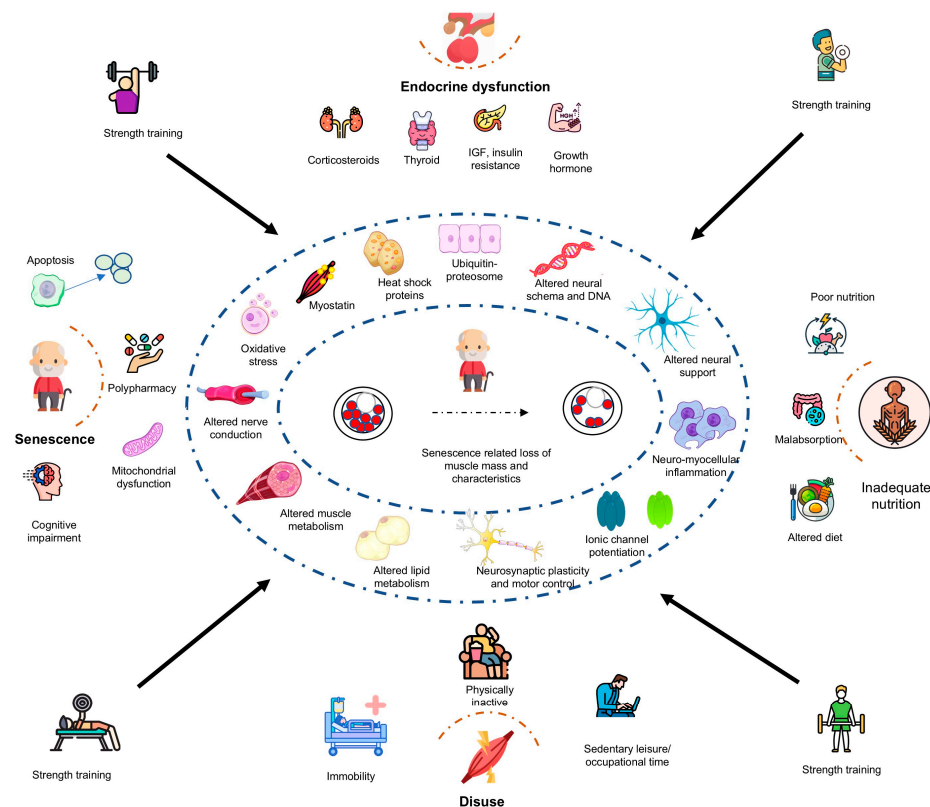 Endocrine dysfunction
Strength training
Strength training
Corticosteroids
Thyroid
IGF, insulin
resistance
Growth
hormone
HGH
Apoptosis
Polypharmacy
Senescence
Mitochondrial
dysfunction
Cognitive
impairment
Myostatin
Heat shock
proteins
Ubiquitin-
proteosome
Altered neural
schema and DNA
Oxidative
stress
Altered neural
support
Altered nerve
conduction
Senescence related loss of
muscle mass and
characteristics
Neuro-myocellular
inflammation
Altered muscle
metabolism
Ionic channel
potentiation
Altered lipid
metabolism
Neurosynaptic plasticity
and motor control
Poor nutrition
Malabsorption
Inadequate
nutrition
Altered diet
Strength training
Immobility
Physically
inactive
Disuse
Sedentary leisure/
occupational time
Strength training